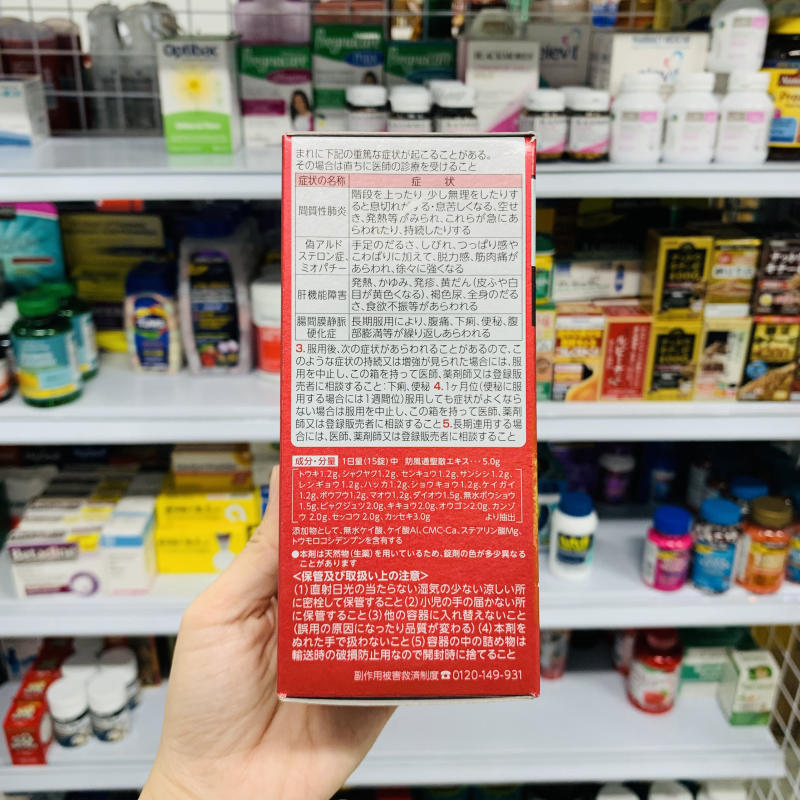 まれに下記の重篤な症状が起こることがある。
その場合は直ちに医師の診療を受けること
症状の名称 症 状
間質性肺炎 階段を上ったり 少し無理をしたりす
ると息切れがする・息苦しくなる、空せ
き、発熱等がみられ、これらが急にあ
らわれたり、持続したりする
偽アルド
ステロン症、
ミオパチー 手足のだるさ、しびれ、つっぱり感や
こわばりに加えて、脱力感、筋肉痛が
あらわれ、徐々に強くなる
肝機能障害 発熱、かゆみ、発疹、黄だん(皮ふや白
目が黄色くなる)、褐色尿、全身のだる
さ、食欲不振等があらわれる
腸間膜静脈
硬化症 長期服用により、腹痛、下痢、便秘、腹
部膨満等が繰り返しあらわれる
3.服用後、次の症状があらわれることがあるので、こ
のような症状の持続又は増強が見られた場合には、服
用を中止し、この箱を持って医師、薬剤師又は登録販
売者に相談すること：下痢、便秘 4.1ヶ月位(便秘に服
用する場合には1週間位)服用しても症状がよくなら
ない場合は服用を中止し、この箱を持って医師、薬剤
師又は登録販売者に相談すること5.長期連用する場
合には、医師、薬剤師又は登録販売者に相談すること
成分・分量 1日量(15錠)中 防風通聖散エキス・・・5.0g
トウキ1.2g、シャクヤク1.2g、センキュウ1.2g、サンシシ1.2g、
レンギョウ1.2g、ハッカ1.2g、ショウキョウ1.2g、ケイガイ
1.2g、ボウフウ1.2g、マオウ1.2g、ダイオウ1.5g、無水ボウショウ
1.5g、ビャクジュツ2.0g、キキョウ2.0g、オウゴン2.0g、カンゾ
ウ 2.0g、セッコウ 2.0g、カッセキ3.0g より抽出
添加物として、無水ケイ酸、ケイ酸Al、CMC-Ca、ステアリン酸Mg、
トウモロコシデンプンを含有する
●本剤は天然物(生薬)を用いているため、錠剤の色が多少異なる
ことがあります
<保管及び取扱い上の注意>
(1)直射日光の当たらない湿気の少ない涼しい所
に密栓して保管すること(2)小児の手の届かない所
に保管すること(3)他の容器に入れ替えないこと
(誤用の原因になったり品質が変わる)(4)本剤を
ぬれた手で扱わないこと(5)容器の中の詰め物は
輸送時の破損防止用なので開封時に捨てること
副作用被害救済制度☎0120-149-931
Optibac
Pregnacare
Pregnacare
BLACKMORES
elevit
elevit
Betadine